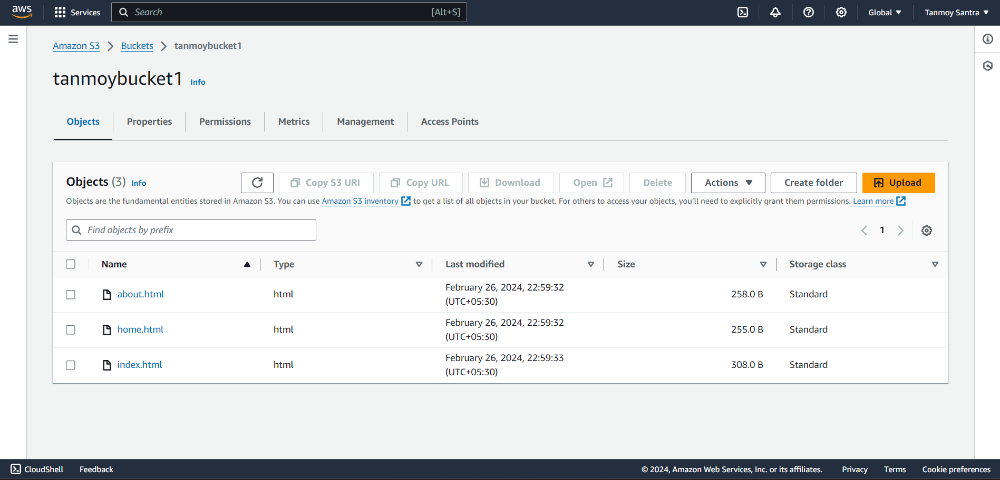 aws Services Search [Alt+S] Global Tanmoy Santra
Amazon S3 Buckets tanmoybucket1
tanmoybucket1 Info
Objects Properties Permissions Metrics Management Access Points
Objects (3) Info Copy S3 URI Copy URL Download Open Delete Actions Create folder Upload
Objects are the fundamental entities stored in Amazon S3. You can use Amazon S3 inventory to get a list of all objects in your bucket. For others to access your objects, you'll need to explicitly grant them permissions. Learn more
Find objects by prefix 1
Name Type Last modified Size Storage class
about.html html February 26, 2024, 22:59:32 (UTC+05:30) 258.0 B Standard
home.html html February 26, 2024, 22:59:32 (UTC+05:30) 255.0 B Standard
index.html html February 26, 2024, 22:59:33 (UTC+05:30) 308.0 B Standard
CloudShell Feedback © 2024, Amazon Web Services, Inc. or its affiliates. Privacy Terms Cookie preferences